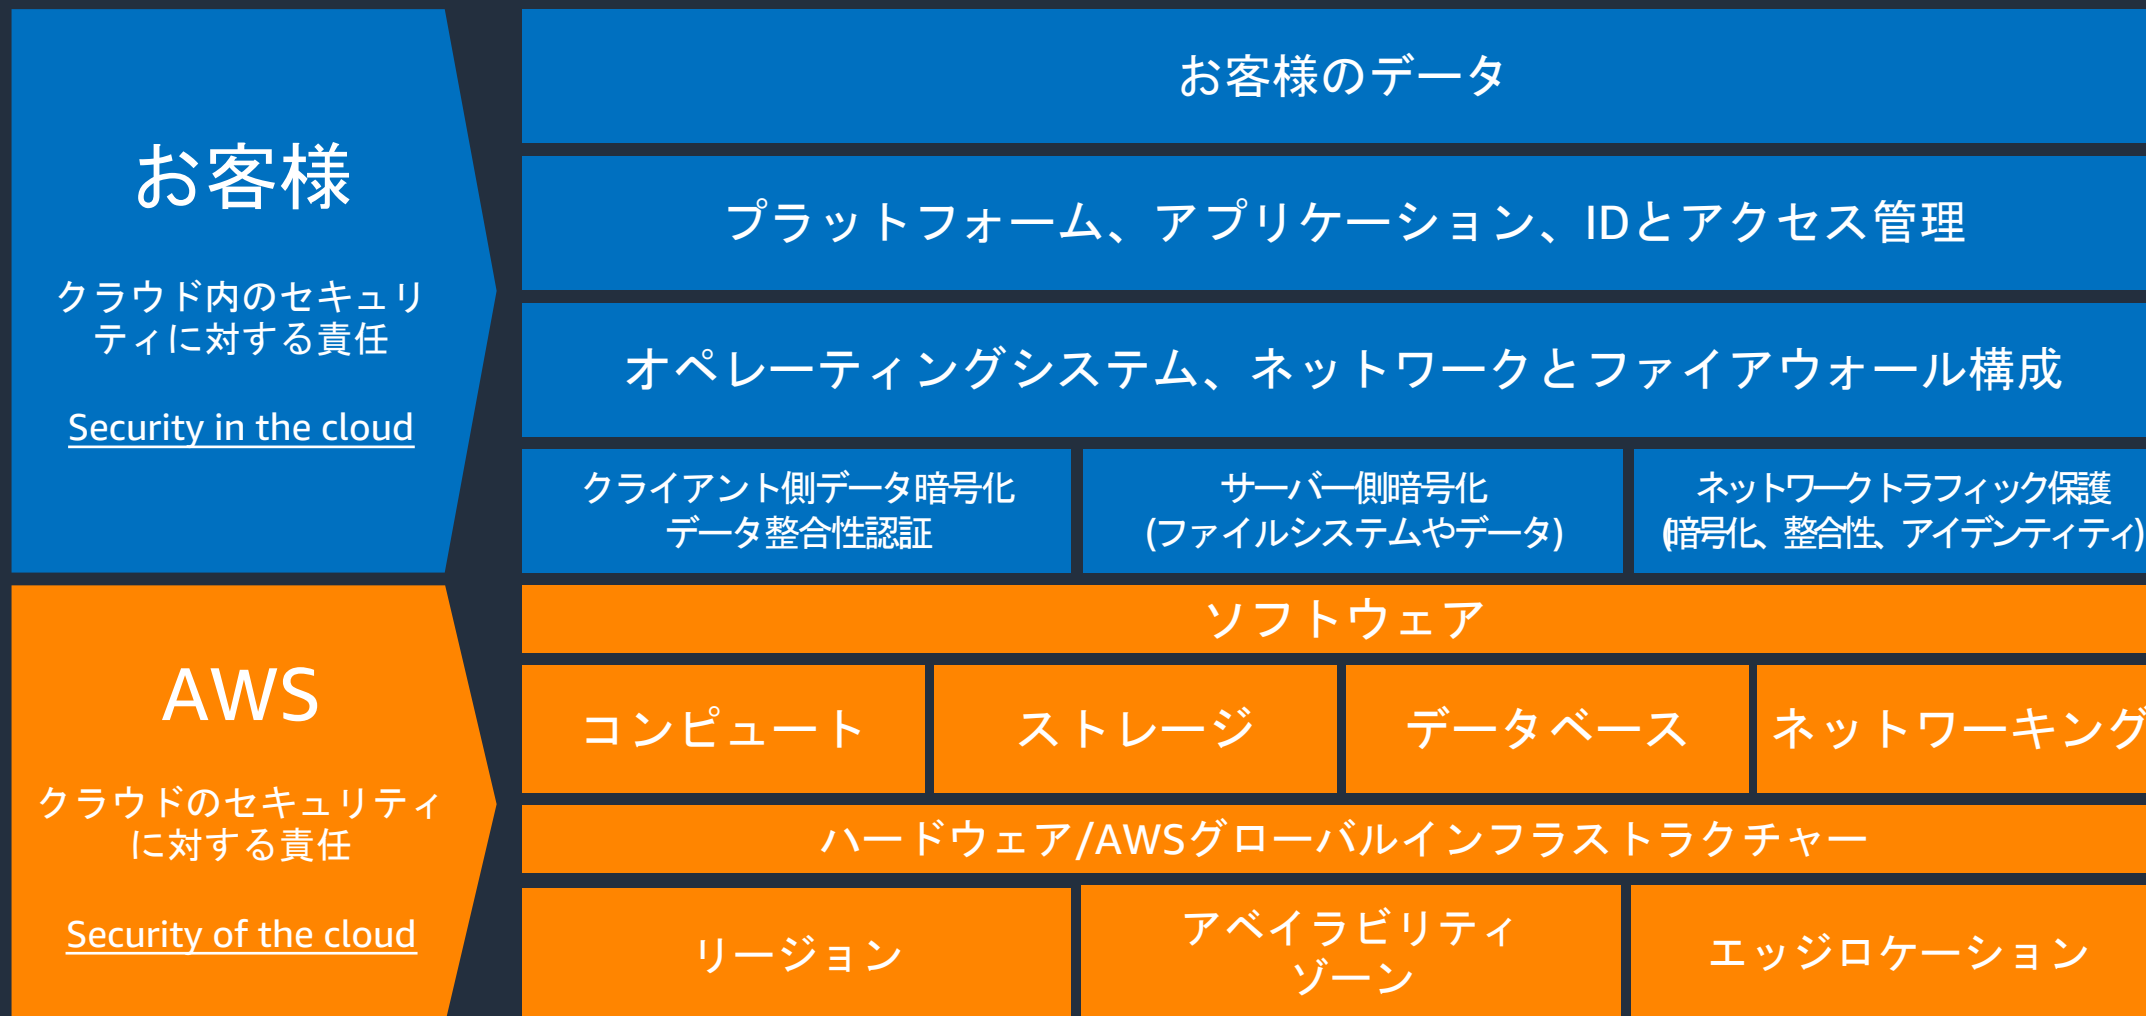 お客様
クラウド内のセキュリ
ティに対する責任
Security in the cloud
お客様のデータ
プラットフォーム、アプリケーション、IDとアクセス管理
オペレーティングシステム、ネットワークとファイアウォール構成
クライアント側データ暗号化
データ整合性認証
サーバー側暗号化
(ファイルシステムやデータ)
ネットワークトラフィック保護
(暗号化、整合性、アイデンティティ)
AWS
クラウドのセキュリティ
に対する責任
Security of the cloud
ソフトウェア
コンピュート
ストレージ
データベース
ネットワーキング
ハードウェア/AWSグローバルインフラストラクチャー
リージョン
アベイラビリティ
ゾーン
エッジロケーション